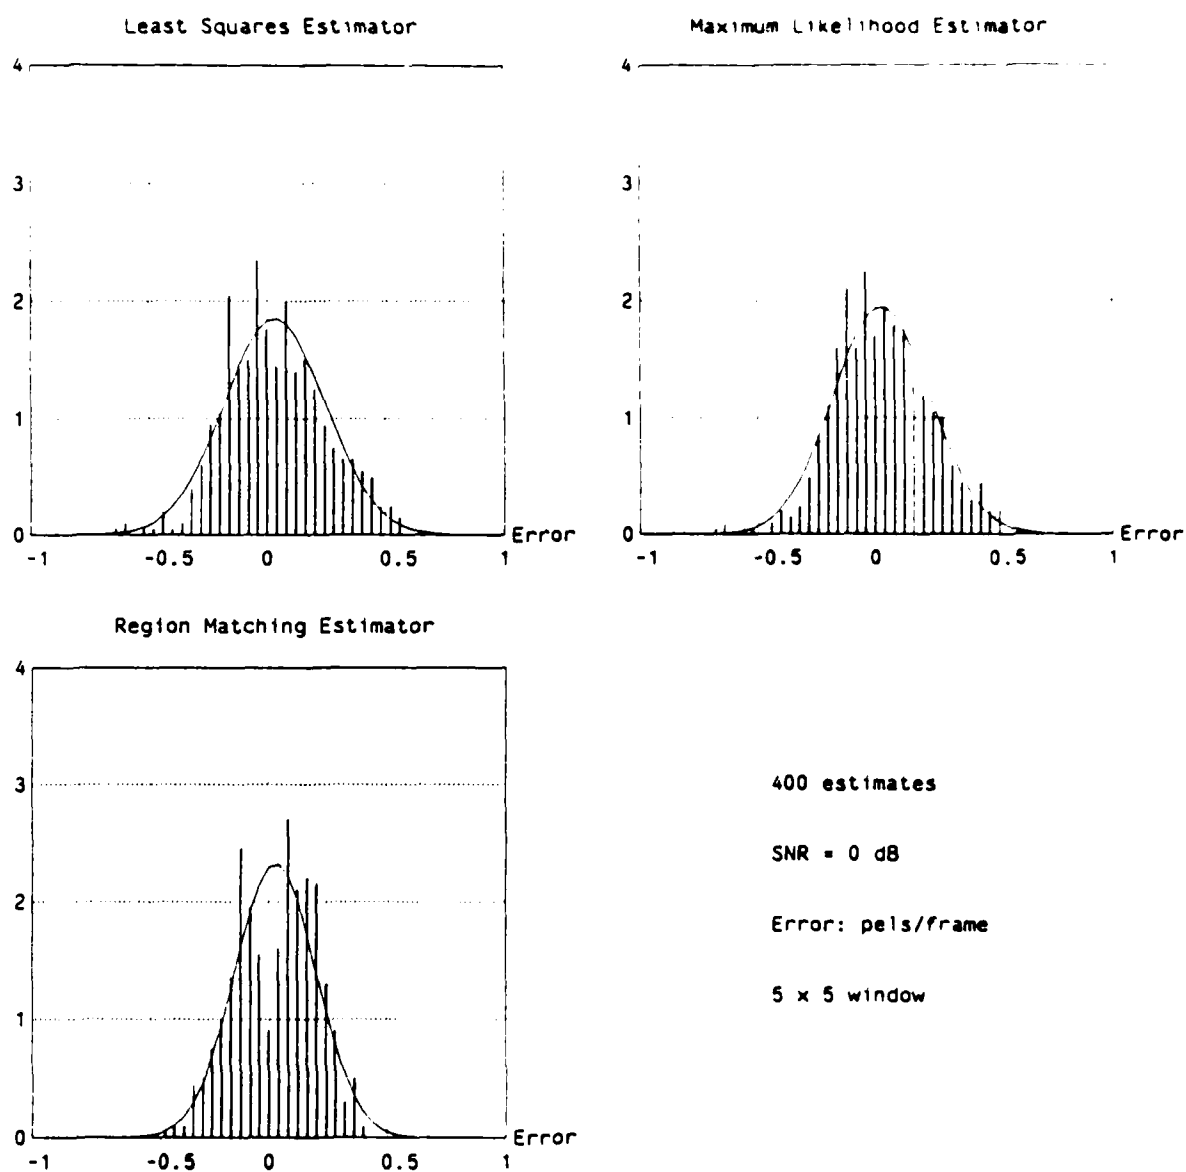 Least Squares Estimator
4
3
2
1
0
-1 -0.5 0 0.5 1
Error
Maximum Likelihood Estimator
4
3
2
1
0
-1 -0.5 0 0.5 1
Error
Region Matching Estimator
4
3
2
1
0
-1 -0.5 0 0.5 1
Error
400 estimates
SNR = 0 dB
Error: pels/frame
5 x 5 window